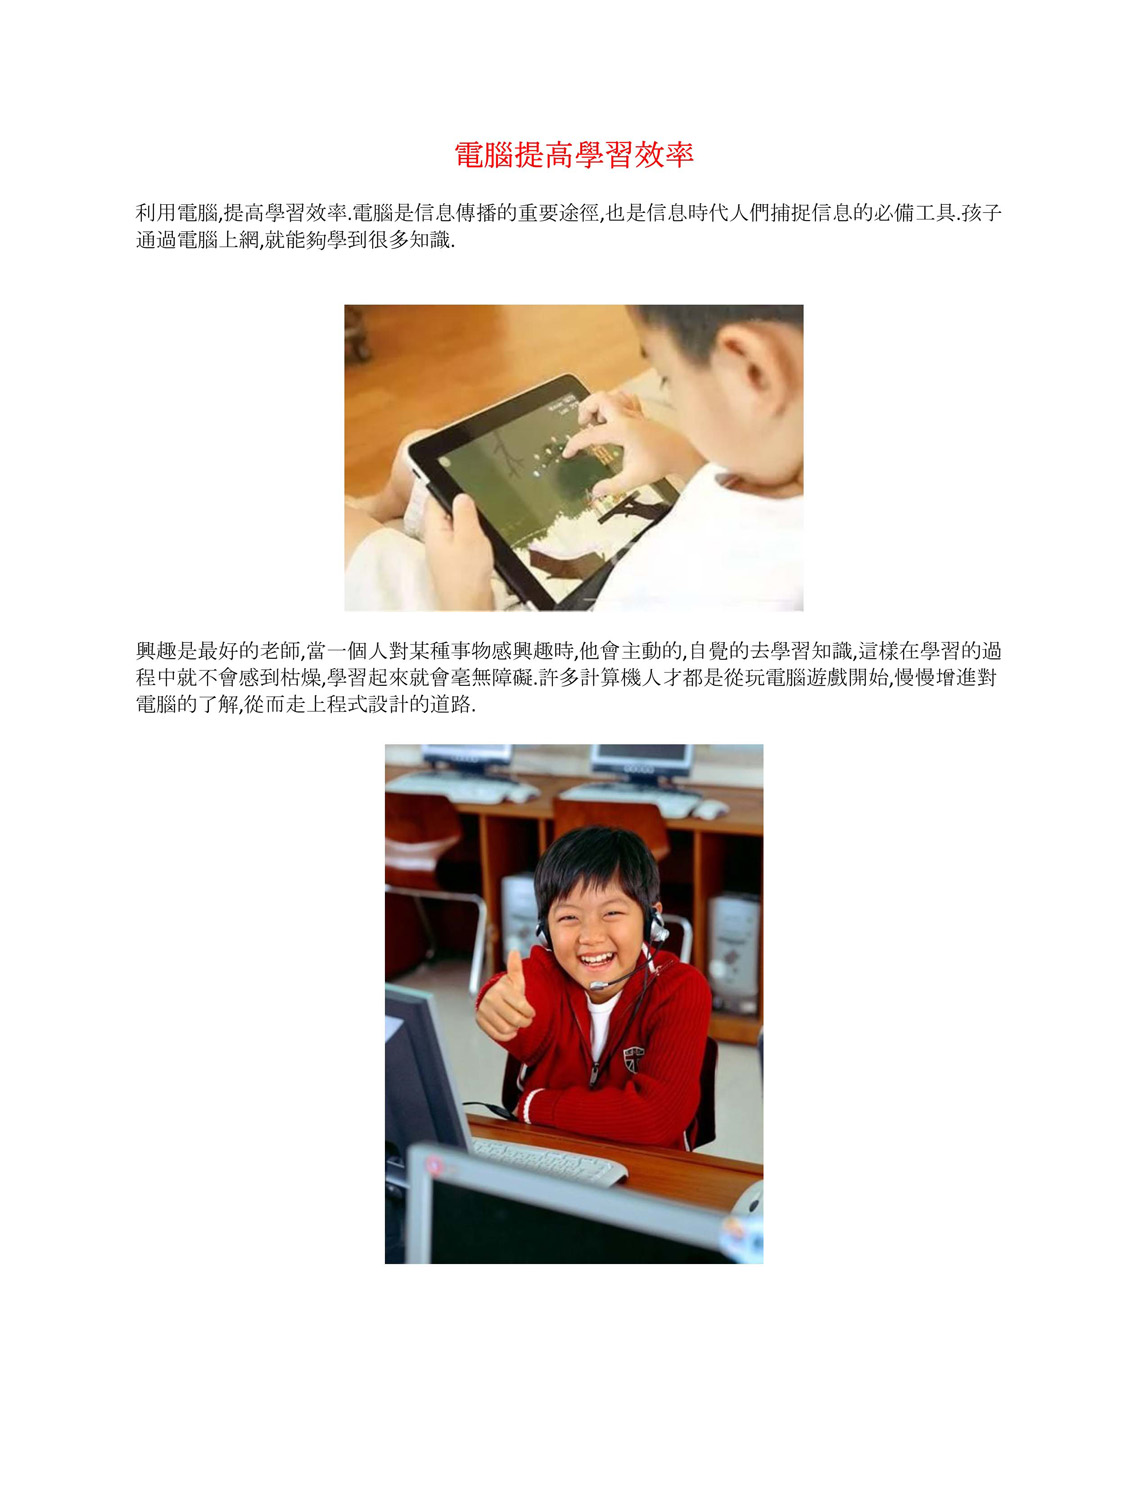 電腦提高學習效率
利用電腦,提高學習效率.電腦是信息傳播的重要途徑,也是信息時代人們捕捉信息的必備工具.孩子
通過電腦上網,就能夠學到很多知識.
興趣是最好的老師,當一個人對某種事物感興趣時,他會主動的,自覺的去學習知識,這樣在學習的過
程中就不會感到枯燥,學習起來就會毫無障礙.許多計算機人才都是從玩電腦遊戲開始,慢慢增進對
電腦的了解,從而走上程式設計的道路.